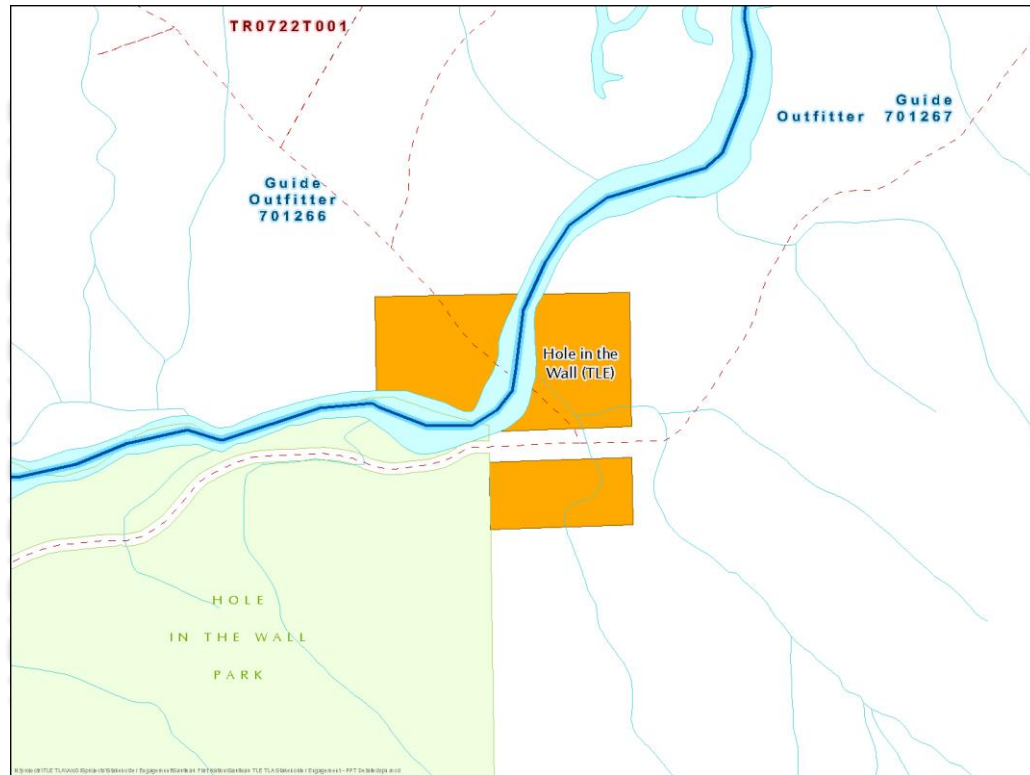 TR0722T001
Guide
Outfitter 701267
Guide
Outfitter
701266
Hole in the
Wall (TLE)
HOLE
IN THE WALL
PARK